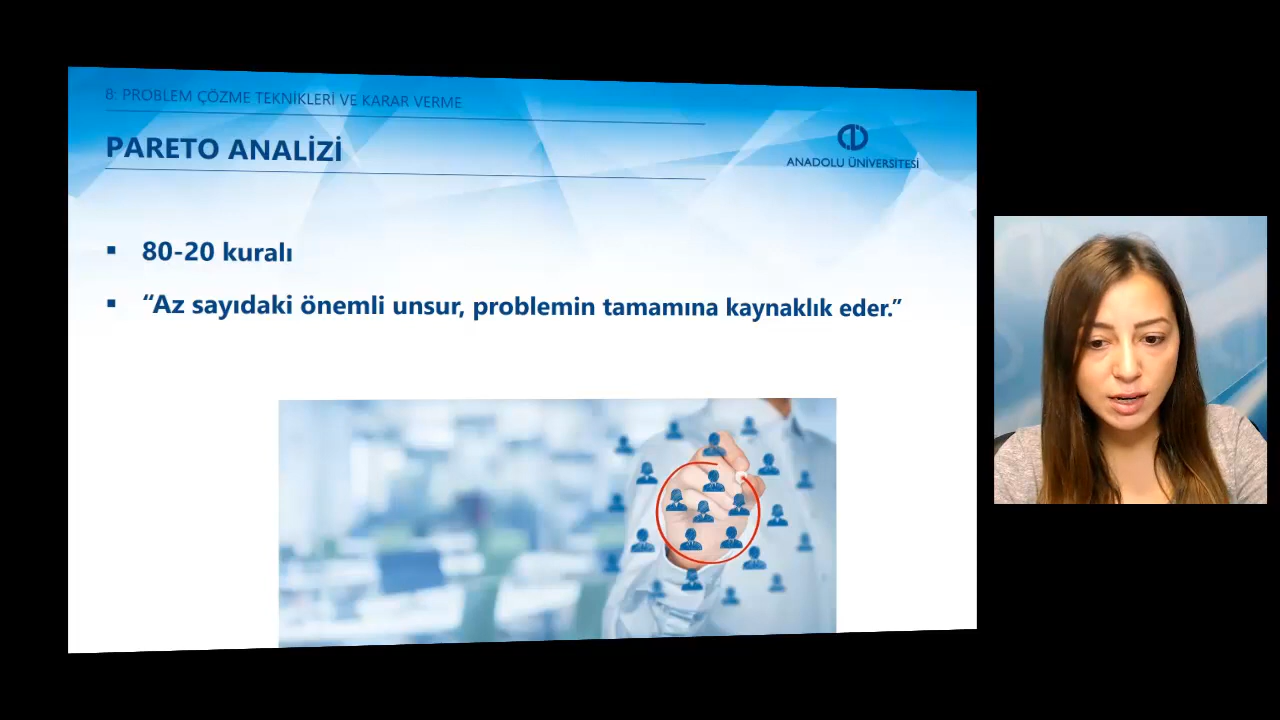 8: PROBLEM ÇÖZME TEKNİKLERİ VE KARAR VERME
PARETO ANALİZİ
ANADOLU ÜNİVERSİTESİ
▪ 80-20 kuralı
▪ “Az sayıdaki önemli unsur, problemin tamamına kaynaklık eder.”